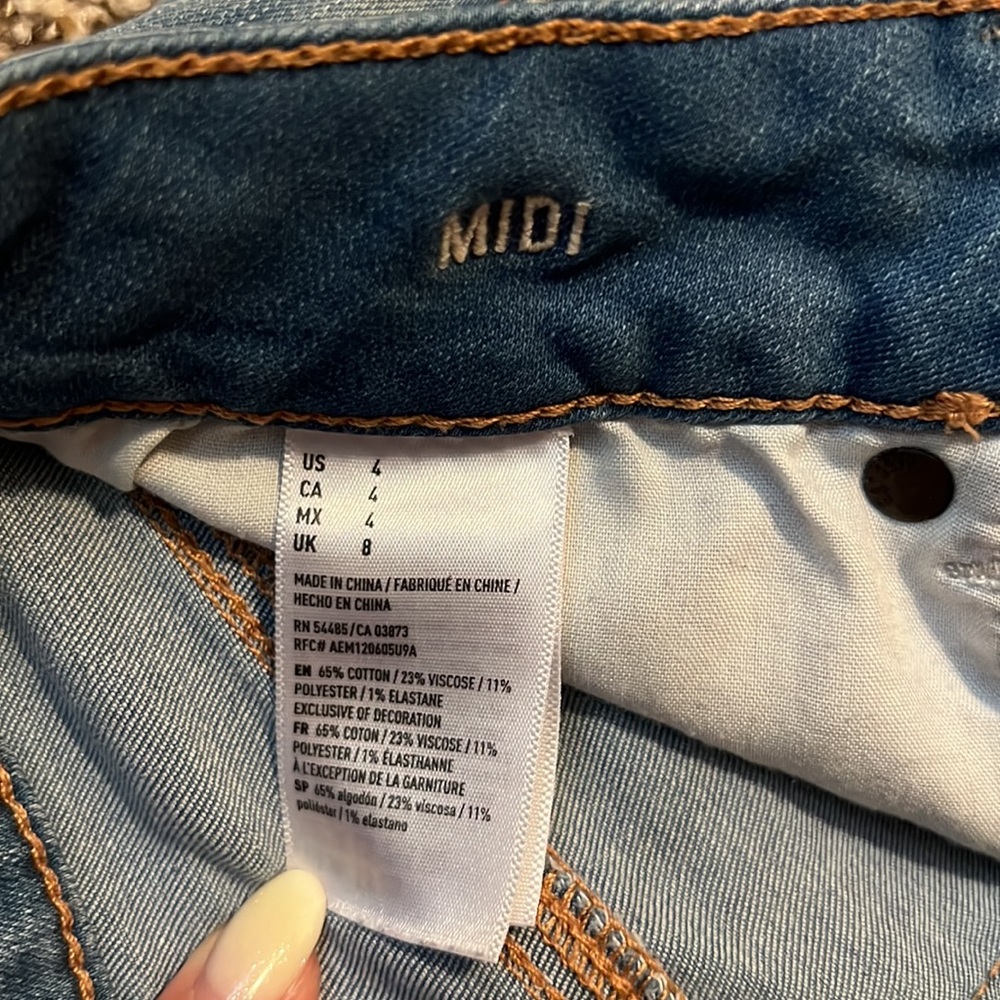 MIDI
US 4
CA 4
MX 4
UK 8
MADE IN CHINA / FABRIQUÉ EN CHINE /
HECHO EN CHINA
RN 54485/CA 03873
RFC# AEM120605U9A
EN 65% COTTON / 23% VISCOSE / 11%
POLYESTER / 1% ELASTANE
EXCLUSIVE OF DECORATION
FR 65% COTON / 23% VISCOSE / 11%
POLYESTER / 1% ÉLASTHANNE
À L'EXCEPTION DE LA GARNITURE
SP 65% algodón / 23% viscosa / 11%
poliéster / 1% elastano